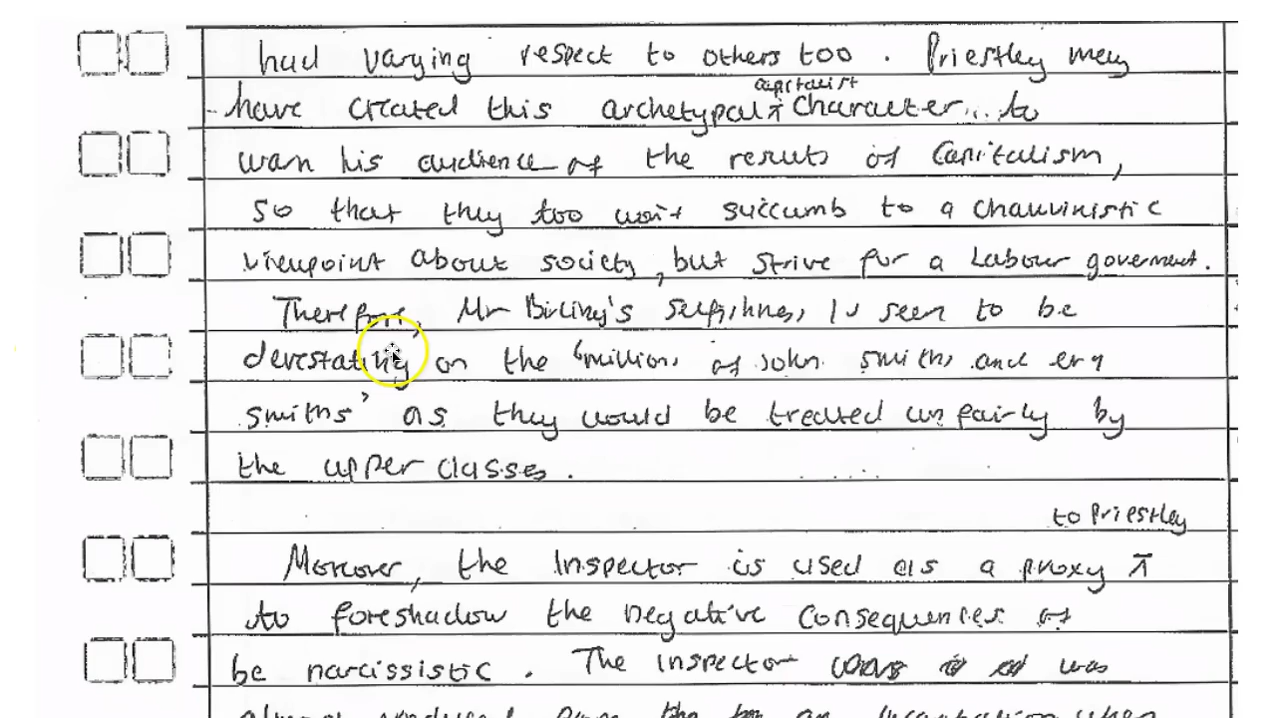 had varying respect to others too. Priestley may
capitalist
have created this archetypal ⁁ character to
warn his audience of the results of Capitalism,
so that they too won't succumb to a chauvinistic
viewpoint about society, but strive for a Labour goverment.
Therefore, Mr Birling's selfishness is seen to be
devestating on the "millions of John smiths and
smiths" as they would be treated unfairly by
the upper classes.
to Priestley
Moreover, the Inspector is used as a proxy ⁁
to foreshadow the negative consequences of
be narcissistic. The inspector was